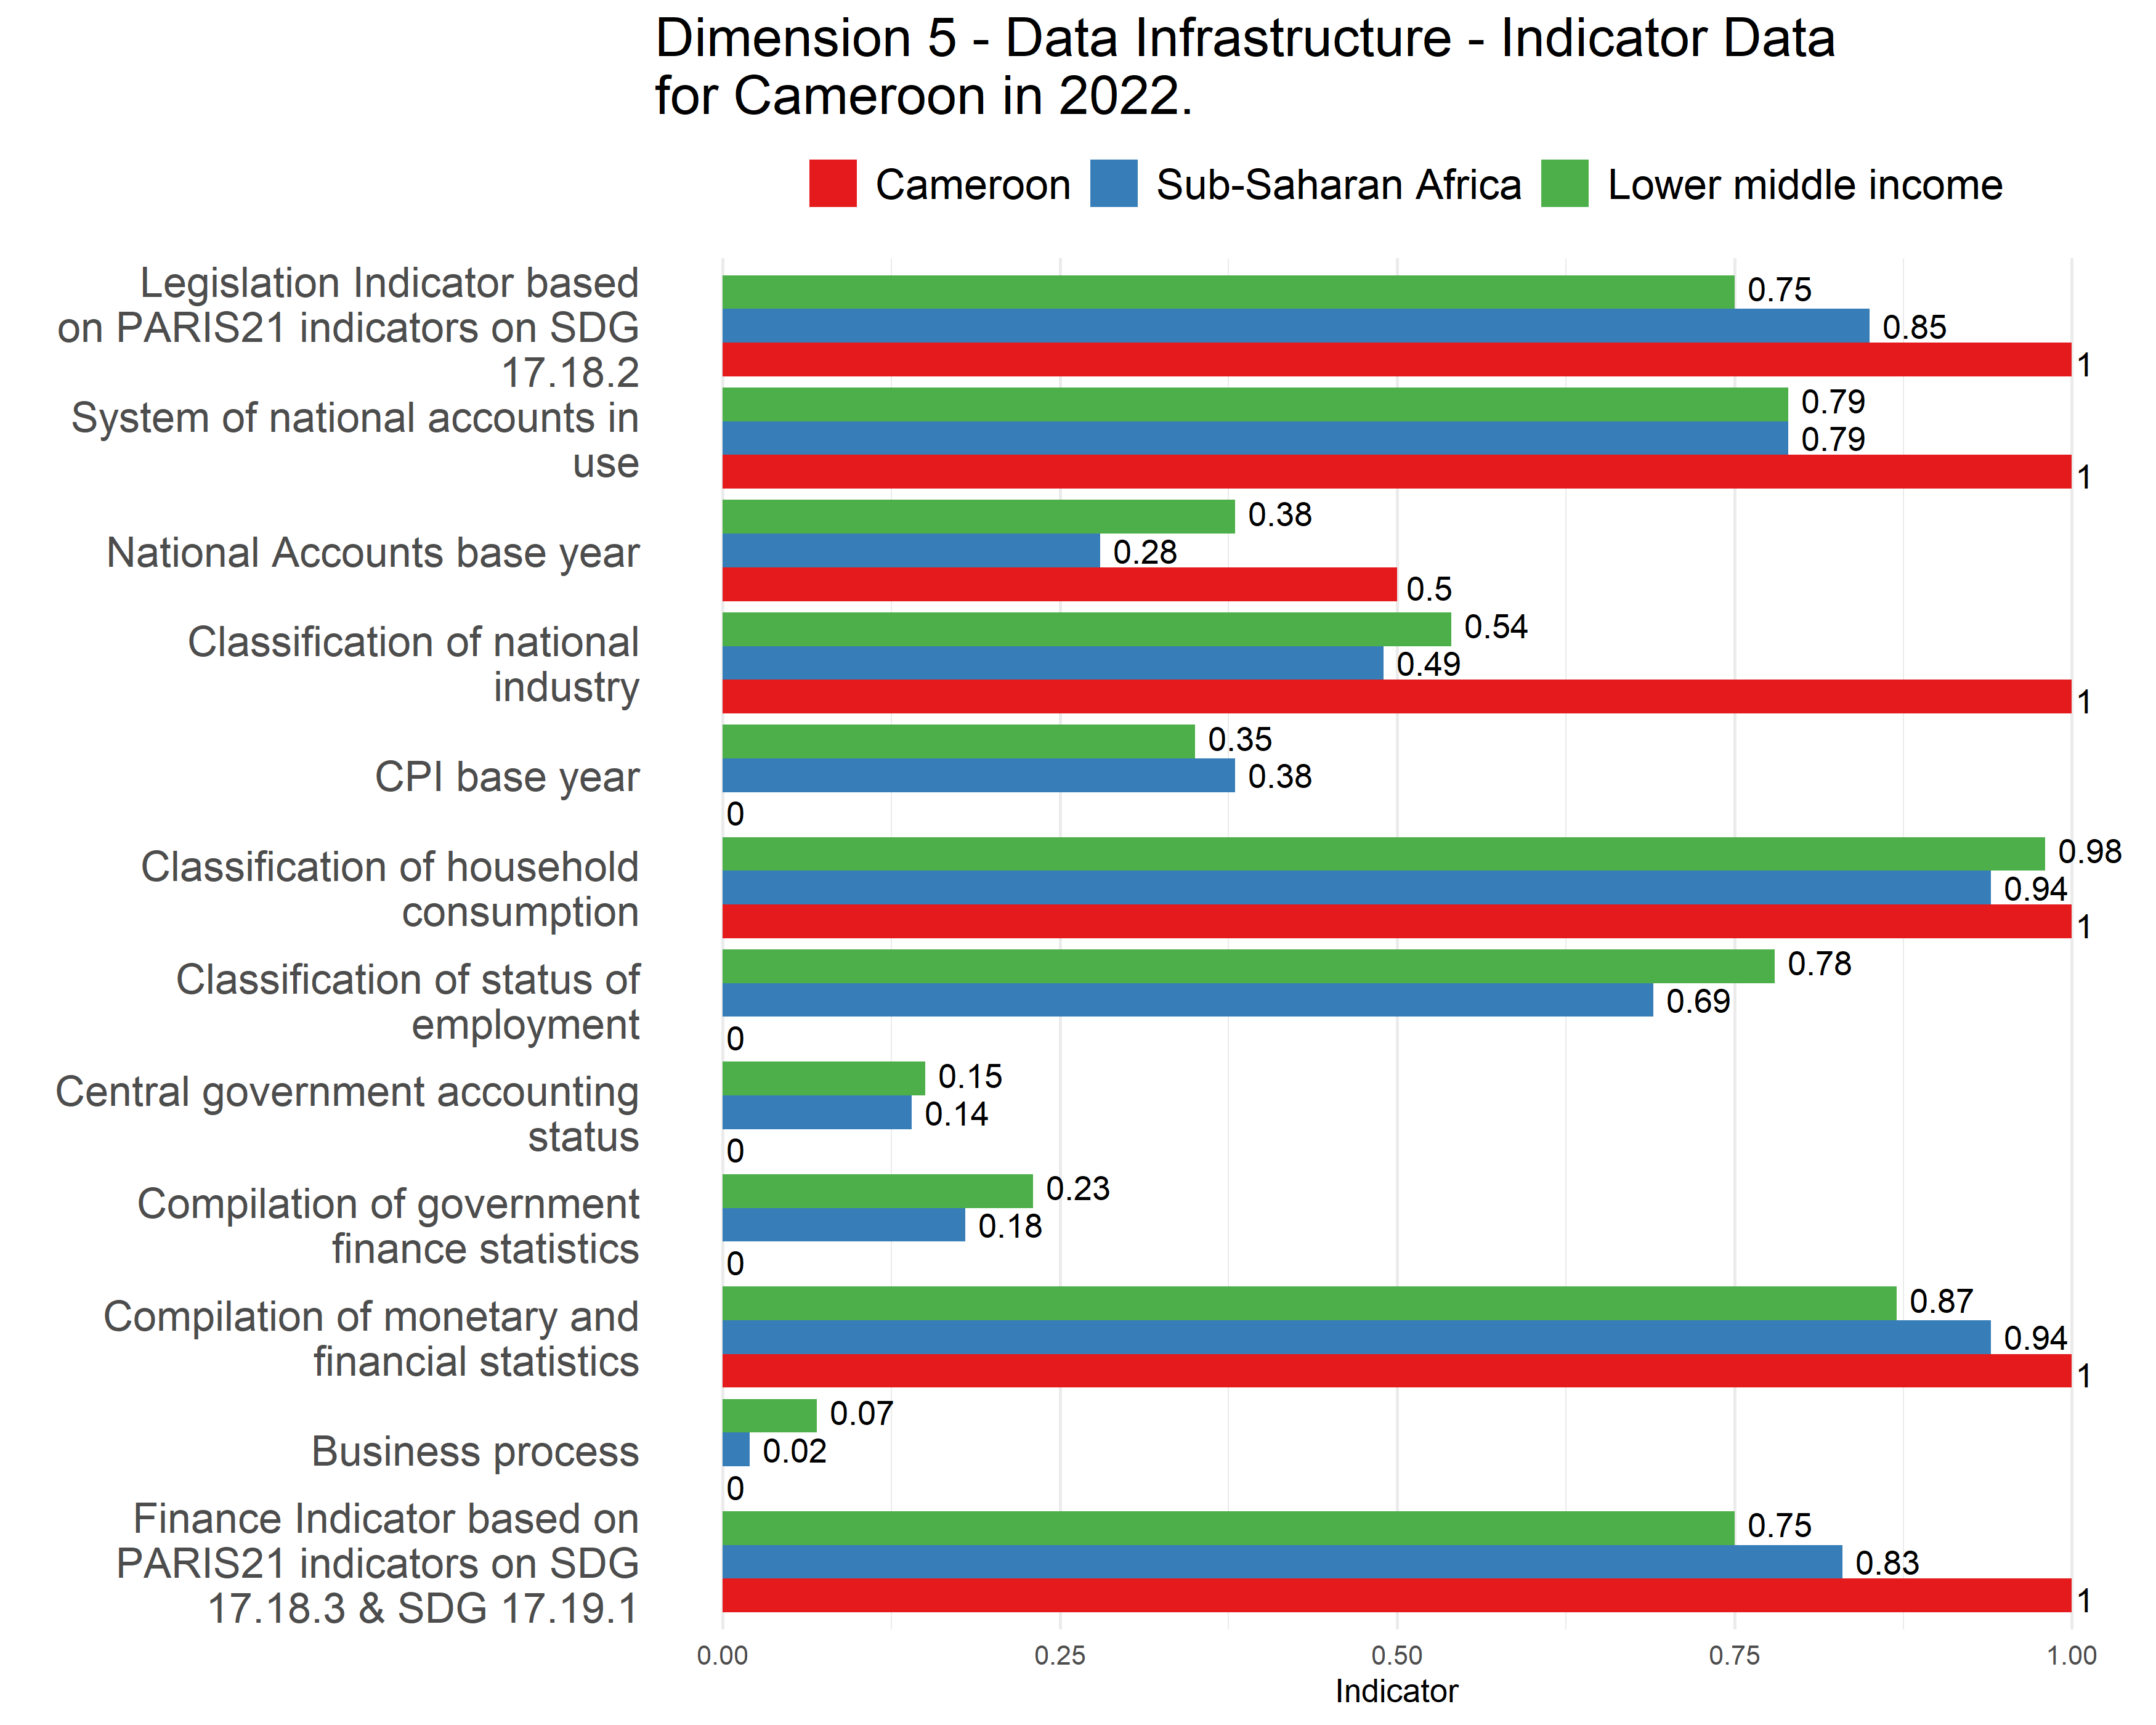 Dimension 5 - Data Infrastructure - Indicator Data
for Cameroon in 2022.
Cameroon Sub-Saharan Africa Lower middle income
Legislation Indicator based
on PARIS21 indicators on SDG
17.18.2
0.75
0.85
1
System of national accounts in
use
0.79
0.79
1
National Accounts base year
0.38
0.28
0.5
Classification of national
industry
0.54
0.49
1
CPI base year
0.35
0.38
0
Classification of household
consumption
0.98
0.94
1
Classification of status of
employment
0.78
0.69
0
Central government accounting
status
0.15
0.14
0
Compilation of government
finance statistics
0.23
0.18
0
Compilation of monetary and
financial statistics
0.87
0.94
1
Business process
0.07
0.02
0
Finance Indicator based on
PARIS21 indicators on SDG
17.18.3 & SDG 17.19.1
0.75
0.83
1
0.00 0.25 0.50 0.75 1.00
Indicator